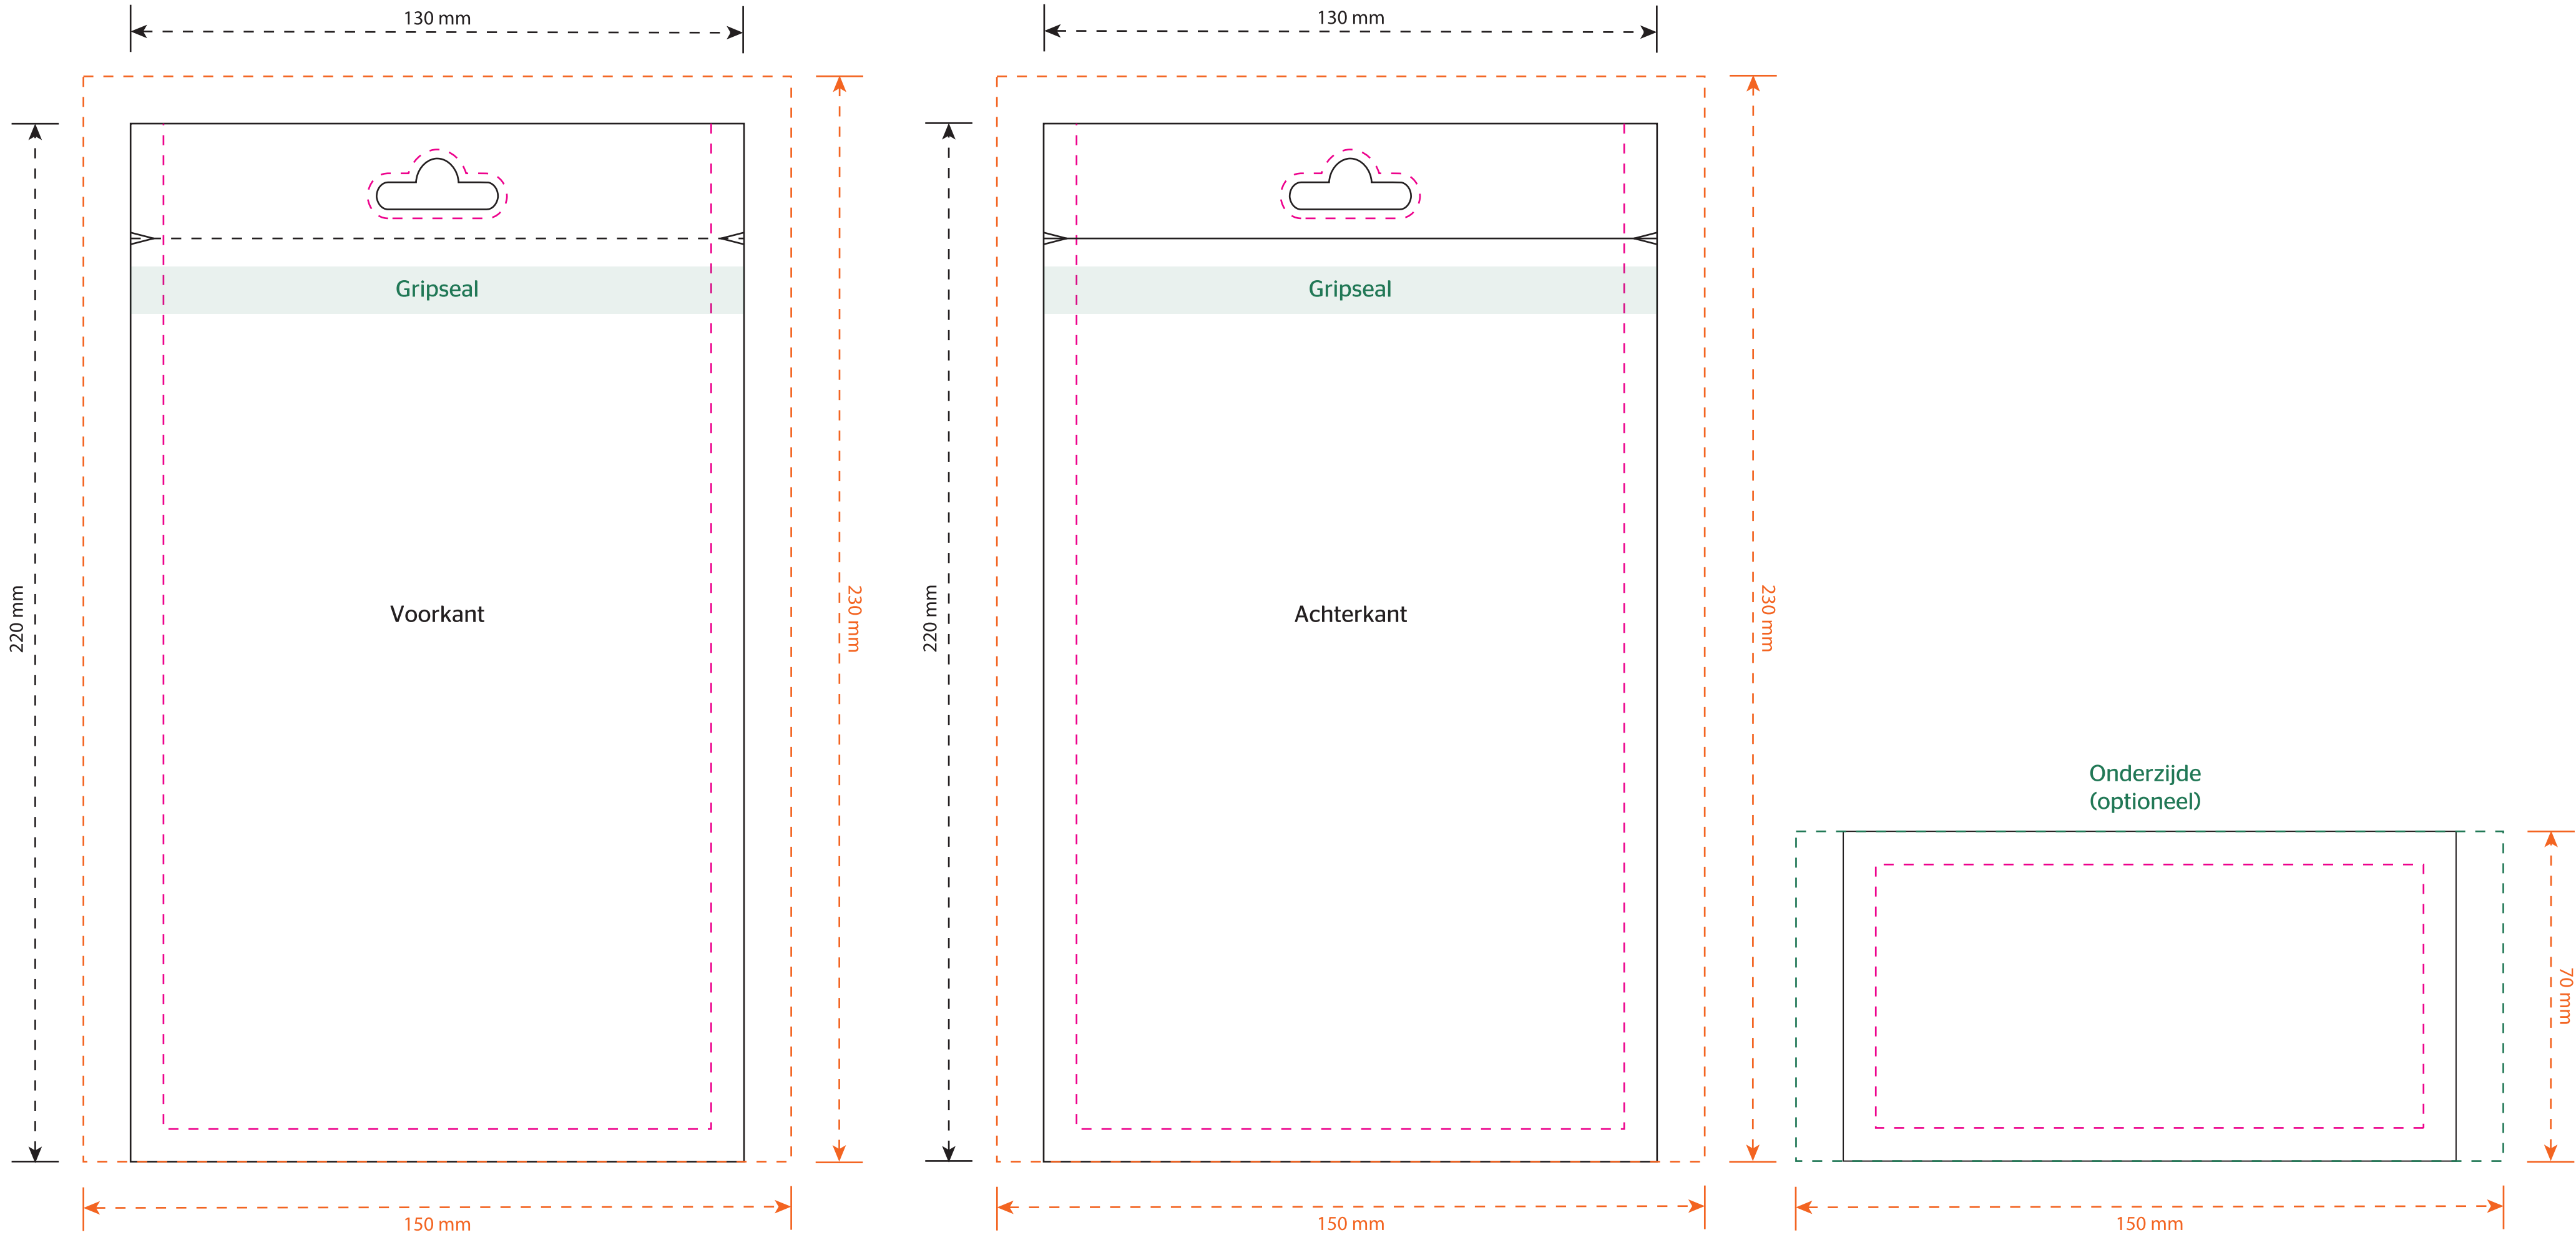 130 mm
130 mm
Gripseal
Gripseal
220 mm
Voorkant
230 mm
220 mm
Achterkant
230 mm
Onderzijde
(optioneel)
70 mm
150 mm
150 mm
150 mm